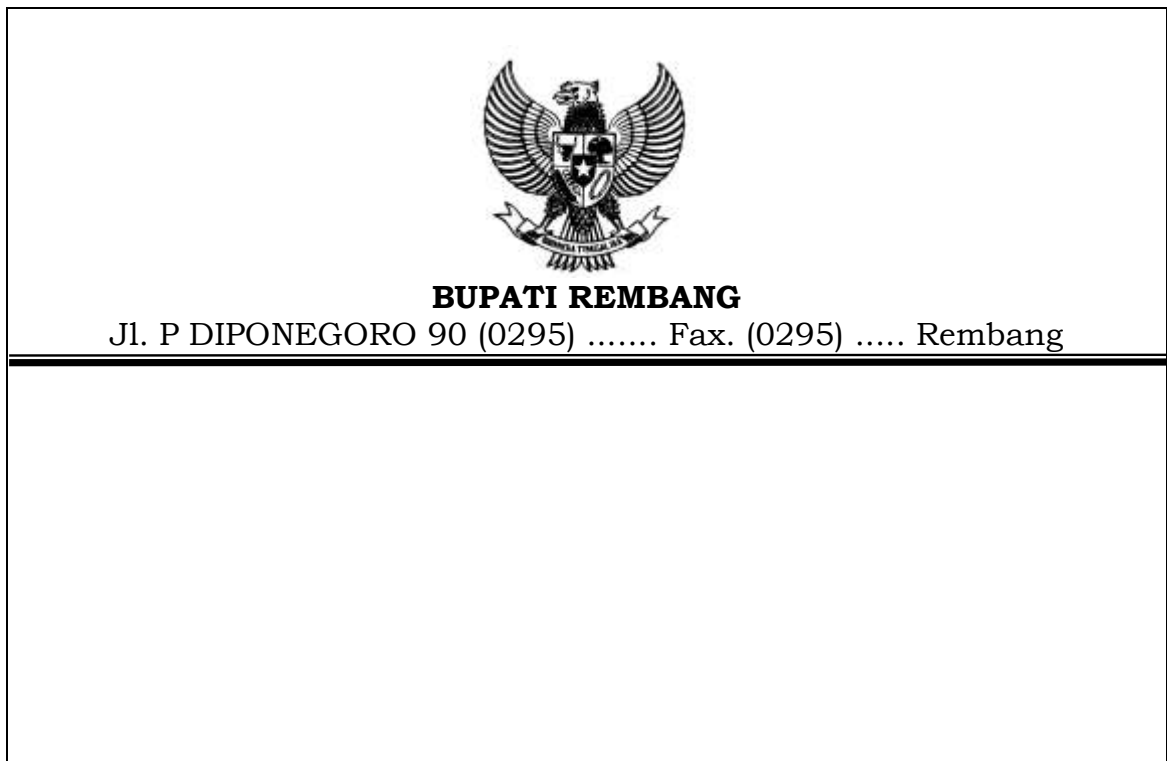 BUPATI REMBANG
Jl. P DIPONEGORO 90 (0295) ....... Fax. (0295) ..... Rembang